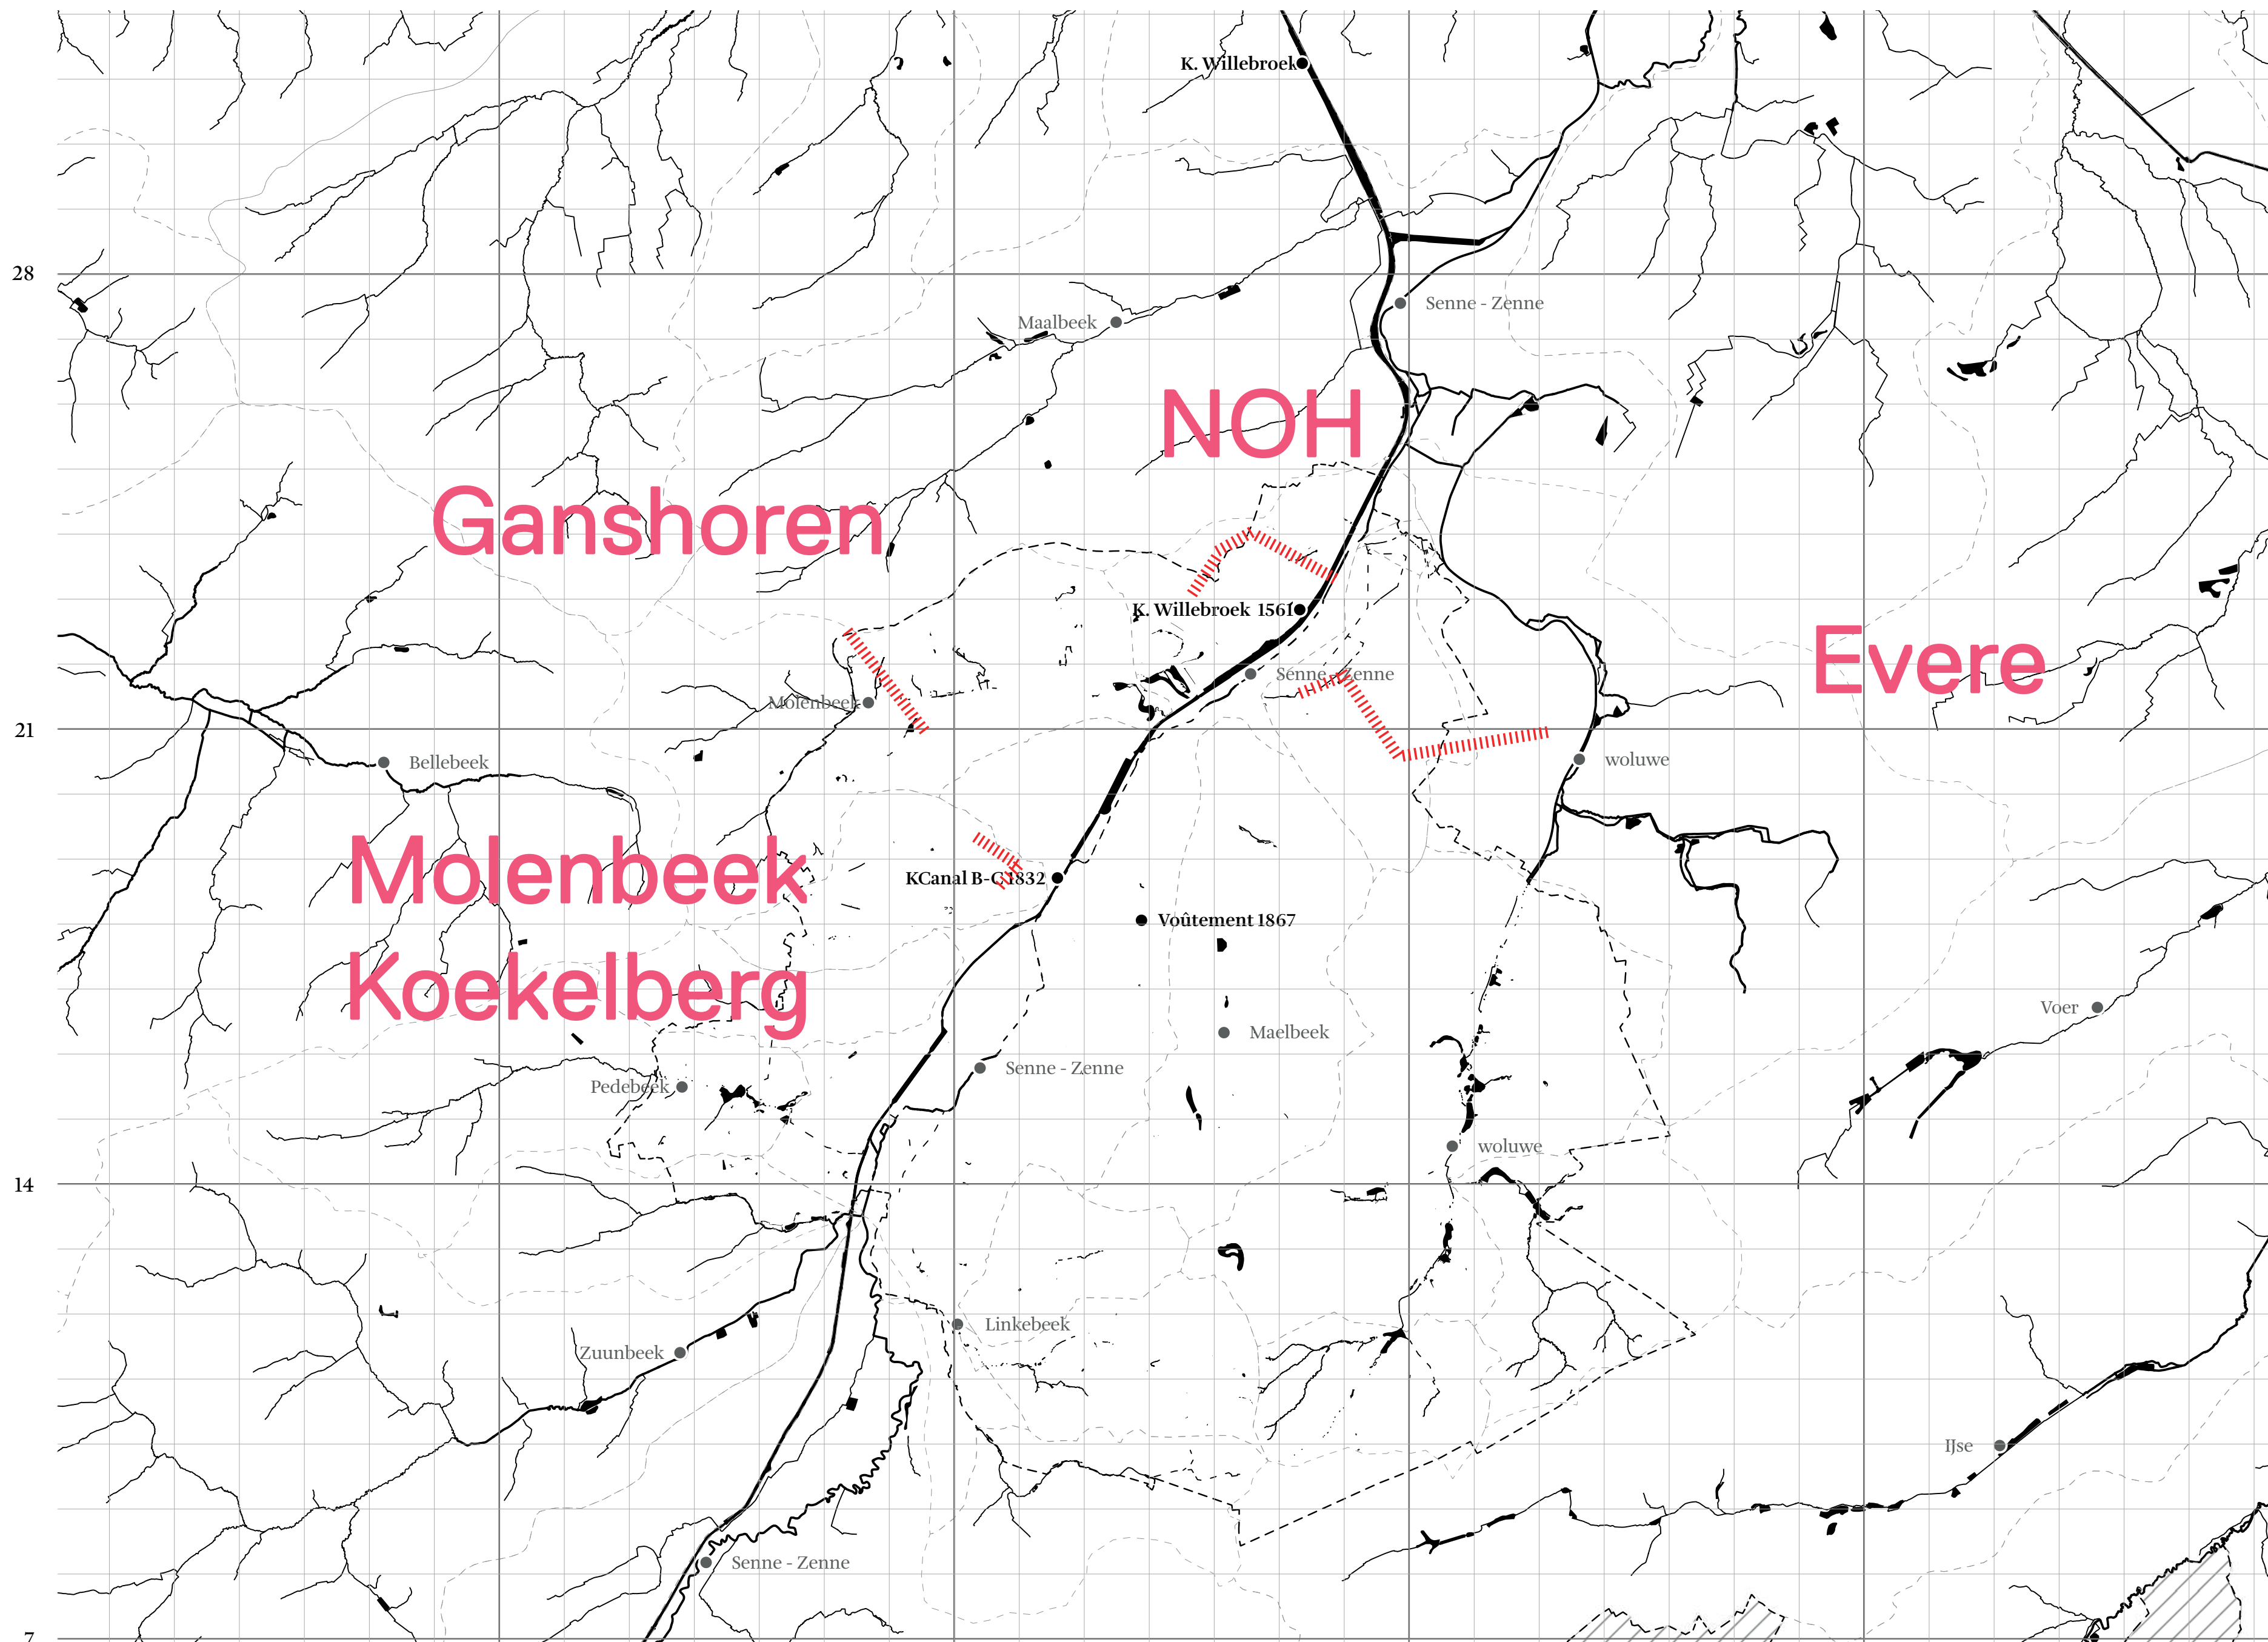 K. Willebroek
28
Senne - Zenne
Maalbeek
NOH
Ganshoren
K. Willebroek 1561
Evere
Senne - Zenne
Molenbeek
21
Bellebeek
woluwe
Molenbeek
Koekelberg
KCanal B-C 1832
Voûtement 1867
Voer
Maelbeek
Senne - Zenne
Pedebeek
woluwe
14
Linkebeek
Zuunbeek
IJse
Senne - Zenne
7